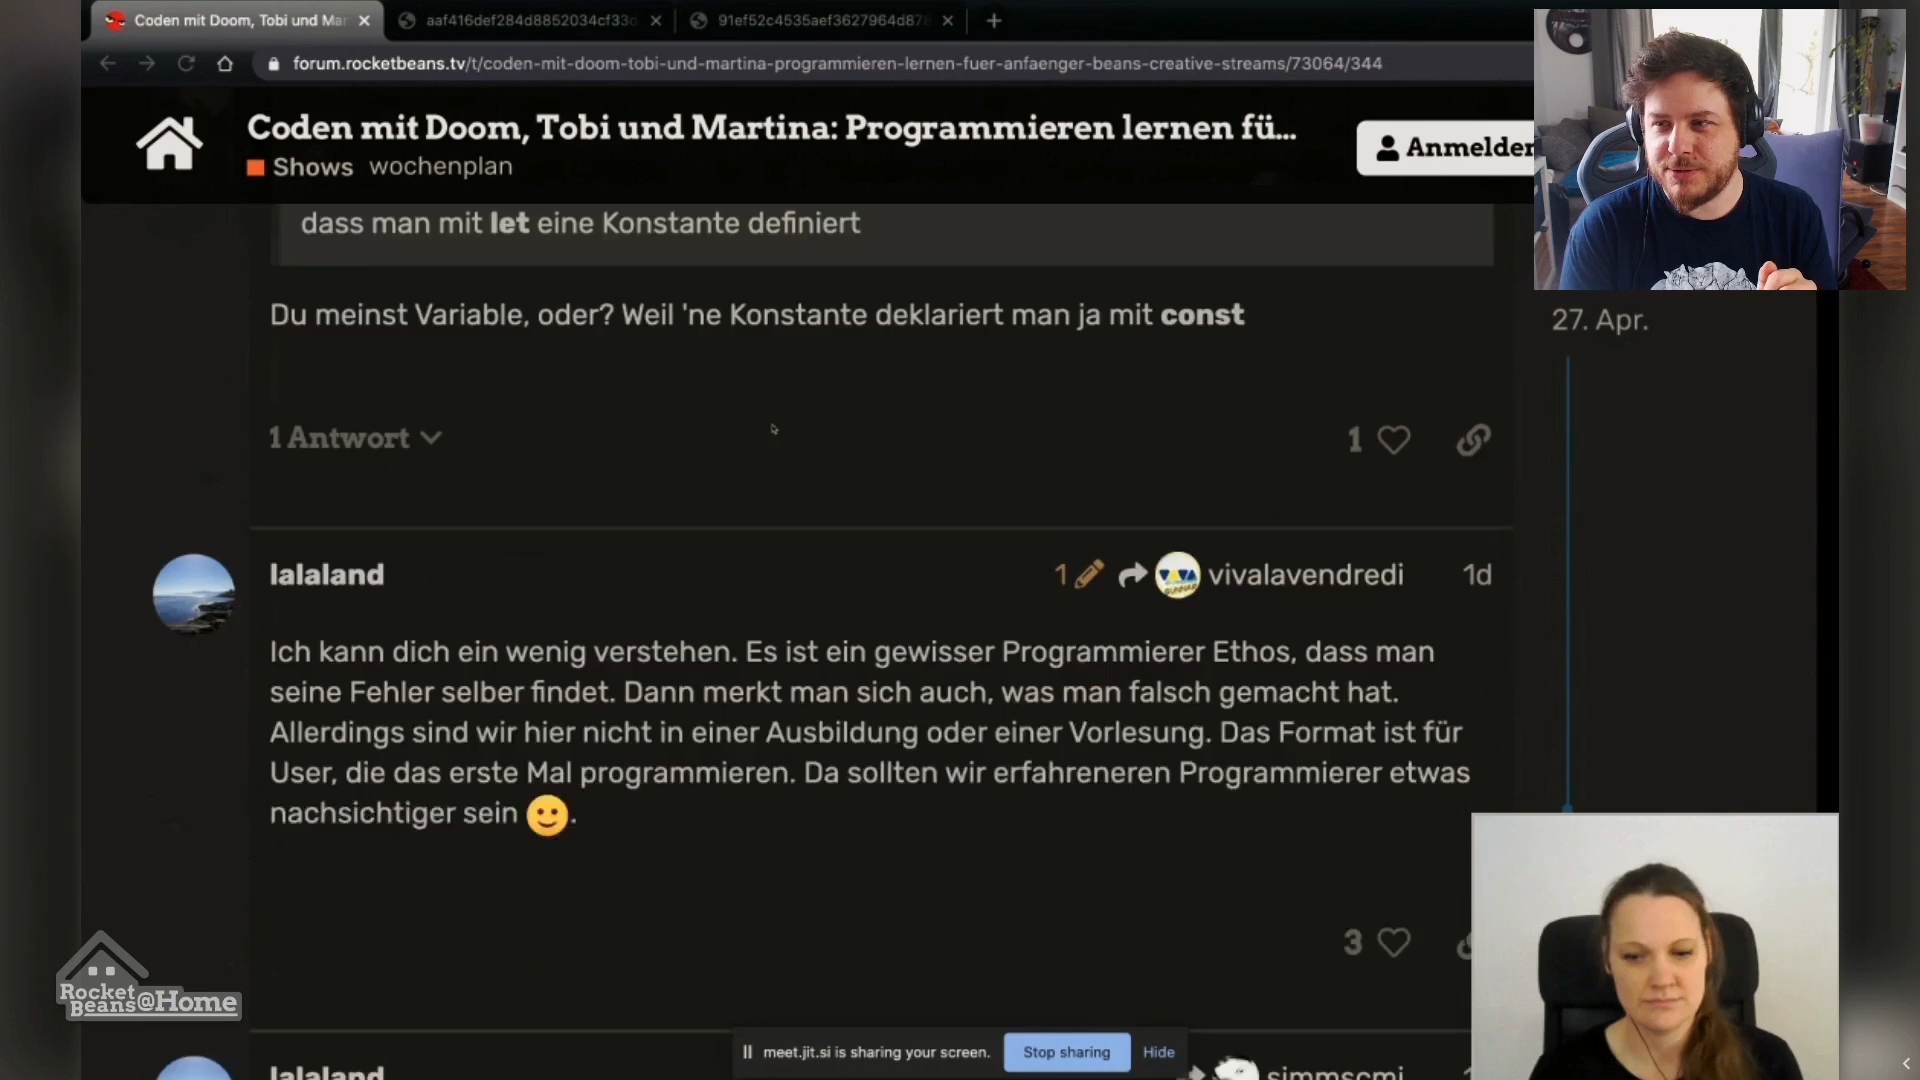 Coden mit Doom, Tobi und Mar
aaf416def284d8852034cf33
91ef52c4535aef3627964d87
forum.rocketbeans.tv/t/coden-mit-doom-tobi-und-martina-programmieren-lernen-fuer-anfaenger-beans-creative-streams/73064/344
Coden mit Doom, Tobi und Martina: Programmieren lernen fü...
Shows wochenplan
Anmelden
dass man mit let eine Konstante definiert
Du meinst Variable, oder? Weil 'ne Konstante deklariert man ja mit const
27. Apr.
1 Antwort
1
lalaland
1
vivalavendredi
1d
Ich kann dich ein wenig verstehen. Es ist ein gewisser Programmierer Ethos, dass man
seine Fehler selber findet. Dann merkt man sich auch, was man falsch gemacht hat.
Allerdings sind wir hier nicht in einer Ausbildung oder einer Vorlesung. Das Format ist für
User, die das erste Mal programmieren. Da sollten wir erfahreneren Programmierer etwas
nachsichtiger sein 🙂.
3
Rocket
Beans@Home
meet.jit.si is sharing your screen.
Stop sharing
Hide
lalaland
simmscmi